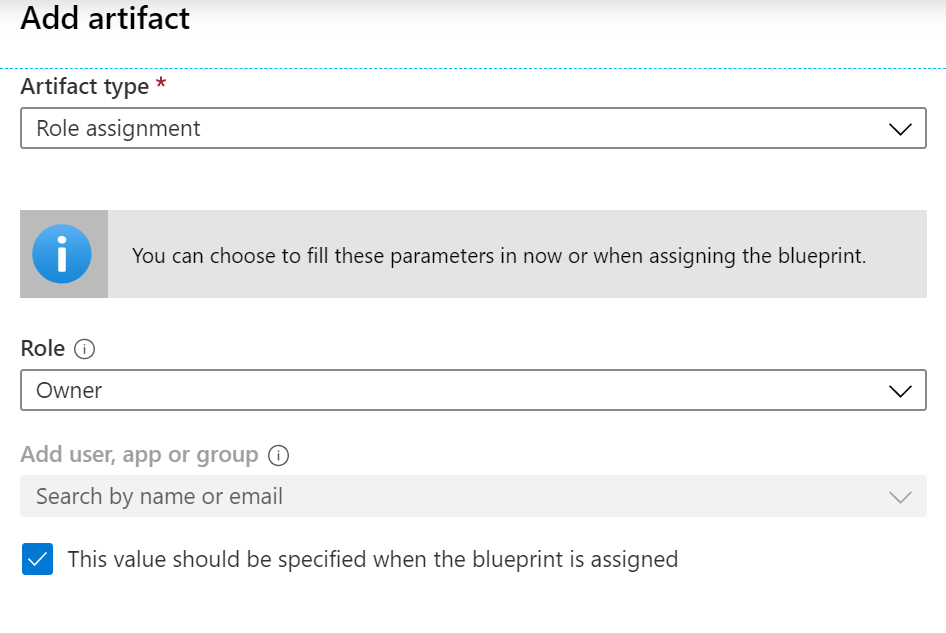 Add artifact
Artifact type *
Role assignment
You can choose to fill these parameters in now or when assigning the blueprint.
Role
Owner
Add user, app or group
Search by name or email
This value should be specified when the blueprint is assigned